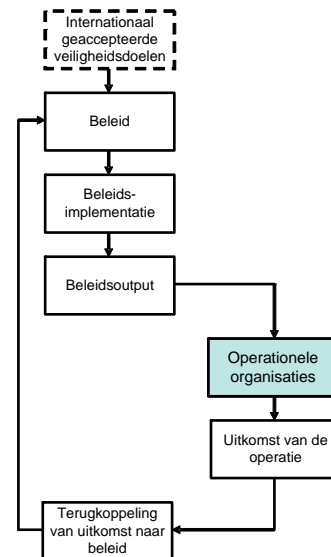 Internationaal
geaccepteerde
veiligheidsdoelen
Beleid
Beleids-
implementatie
Beleidsoutput
Operationele
organisaties
Uitkomst van de
operatie
Terugkoppeling
van uitkomst naar
beleid